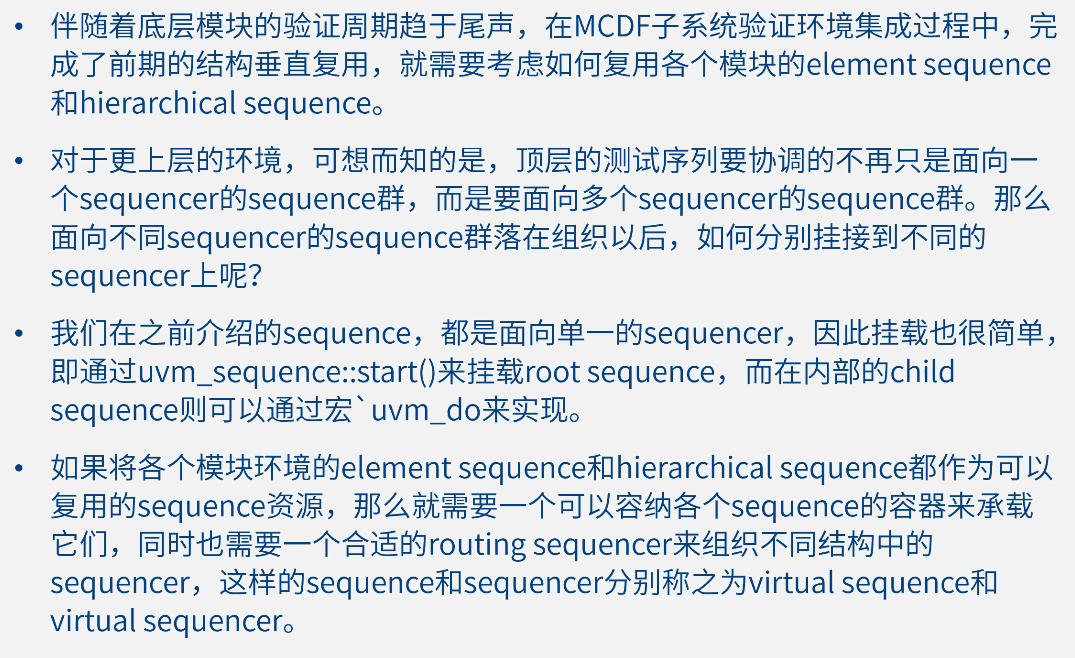 • 伴随着底层模块的验证周期趋于尾声，在MCDF子系统验证环境集成过程中，完
成了前期的结构垂直复用，就需要考虑如何复用各个模块的element sequence
和hierarchical sequence。
• 对于更上层的环境，可想而知的是，顶层的测试序列要协调的不再只是面向一
个sequencer的sequence群，而是要面向多个sequencer的sequence群。那么
面向不同sequencer的sequence群落在组织以后，如何分别挂接到不同的
sequencer上呢？
• 我们在之前介绍的sequence，都是面向单一的sequencer，因此挂载也很简单，
即通过uvm_sequence::start()来挂载root sequence，而在内部的child
sequence则可以通过宏`uvm_do来实现。
• 如果将各个模块环境的element sequence和hierarchical sequence都作为可以
复用的sequence资源，那么就需要一个可以容纳各个sequence的容器来承载
它们，同时也需要一个合适的routing sequencer来组织不同结构中的
sequencer，这样的sequence和sequencer分别称之为virtual sequence和
virtual sequencer。